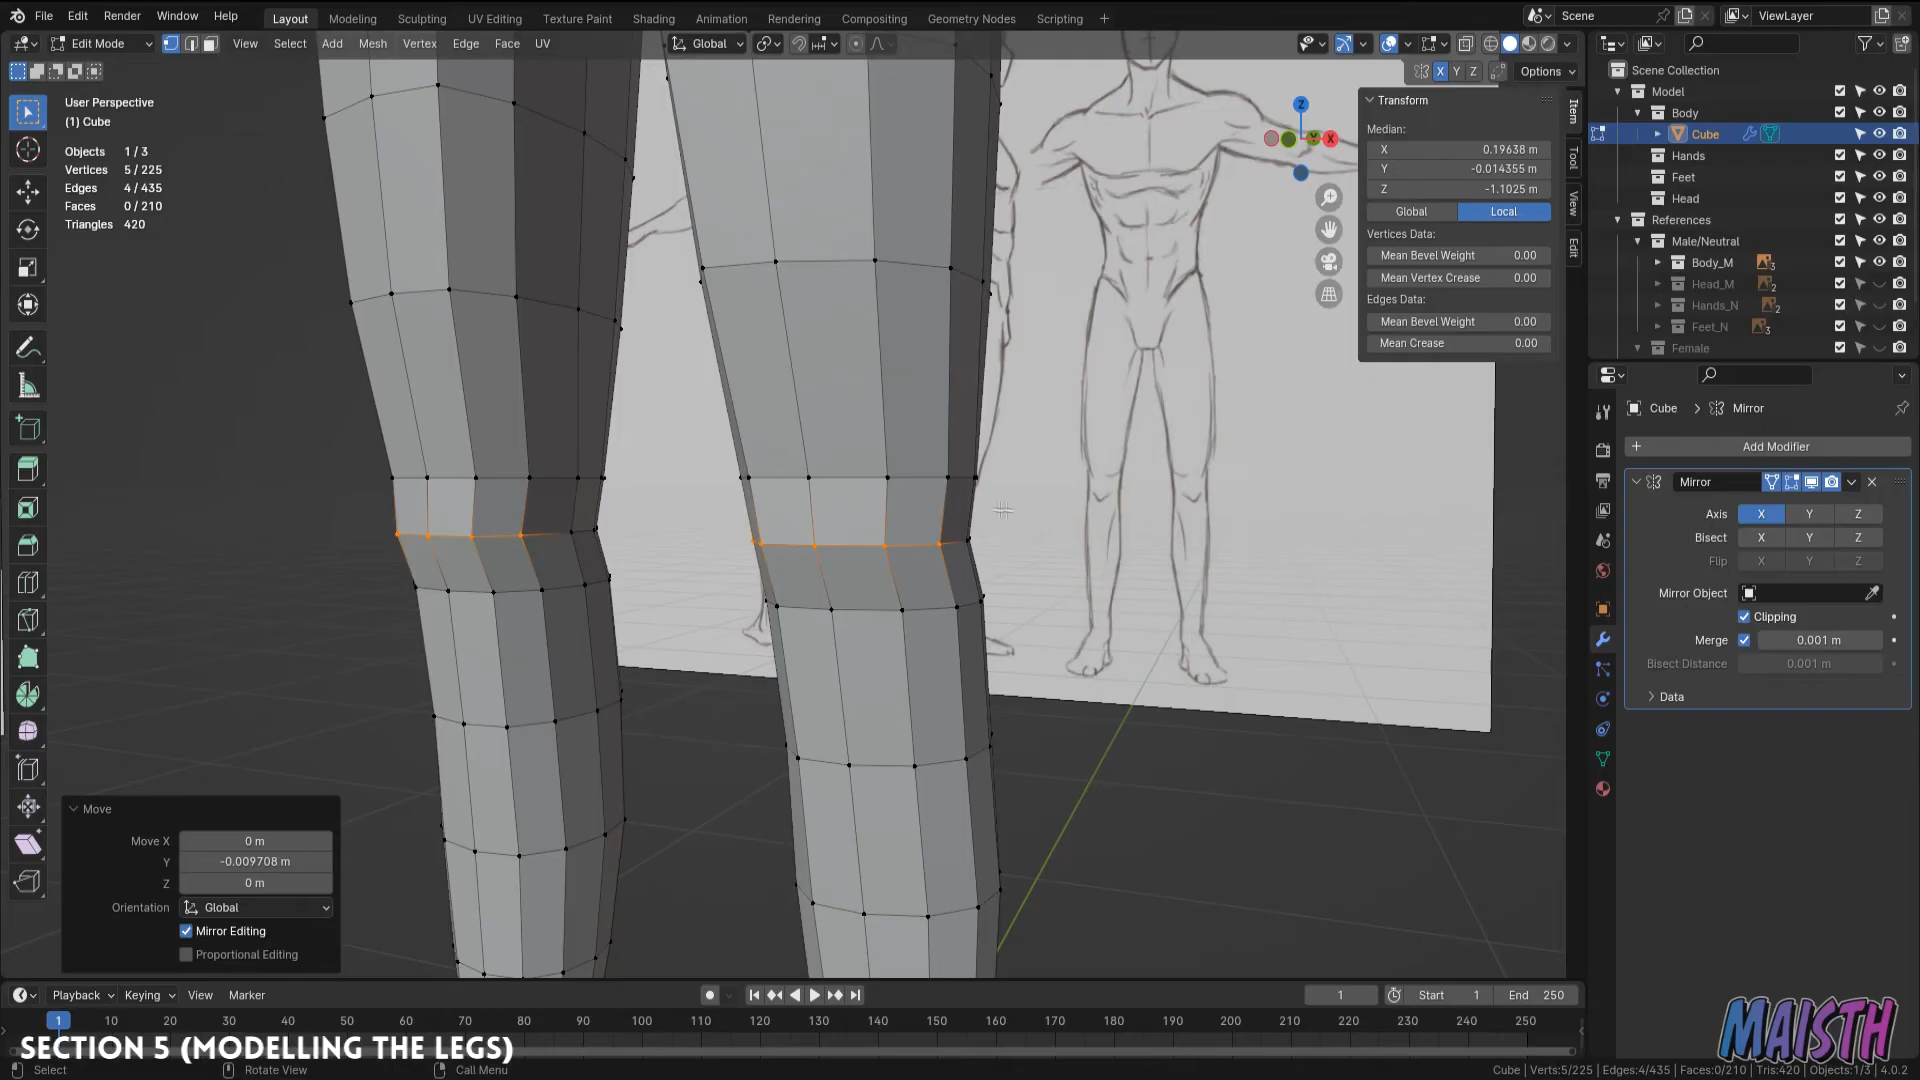 File Edit Render Window Help Layout Modeling Sculpting UV Editing Texture Paint Shading Animation Rendering Compositing Geometry Nodes Scripting + Scene ViewLayer
Edit Mode View Select Add Mesh Vertex Edge Face UV Global
X Y Z Options
User Perspective
(1) Cube
Objects 1 / 3
Vertices 5 / 225
Edges 4 / 435
Faces 0 / 210
Triangles 420
Z
Y
X
Transform
Median:
X 0.19638 m
Y -0.014355 m
Z -1.1025 m
Global Local
Vertices Data:
Mean Bevel Weight 0.00
Mean Vertex Crease 0.00
Edges Data:
Mean Bevel Weight 0.00
Mean Crease 0.00
Item
Tool
View
Edit
Scene Collection
Model
Body
Cube
Hands
Feet
Head
References
Male/Neutral
Body_M 3
Head_M 2
Hands_N 2
Feet_N 3
Female
Cube Mirror
Add Modifier
Mirror
Axis X Y Z
Bisect X Y Z
Flip X Y Z
Mirror Object
Clipping
Merge 0.001 m
Bisect Distance 0.001 m
Data
Move
Move X 0 m
Y -0.009708 m
Z 0 m
Orientation Global
Mirror Editing
Proportional Editing
Playback Keying View Marker 1 Start 1 End 250
1 10 20 30 40 50 60 70 80 90 100 110 120 130 140 150 160 170 180 190 200 210 220 230 240 250
SECTION 5 (MODELLING THE LEGS)
MAISTH
Select Rotate View Call Menu Cube | Verts:5/225 | Edges:4/435 | Faces:0/210 | Tris:420 | Objects:1/3 | 4.0.2